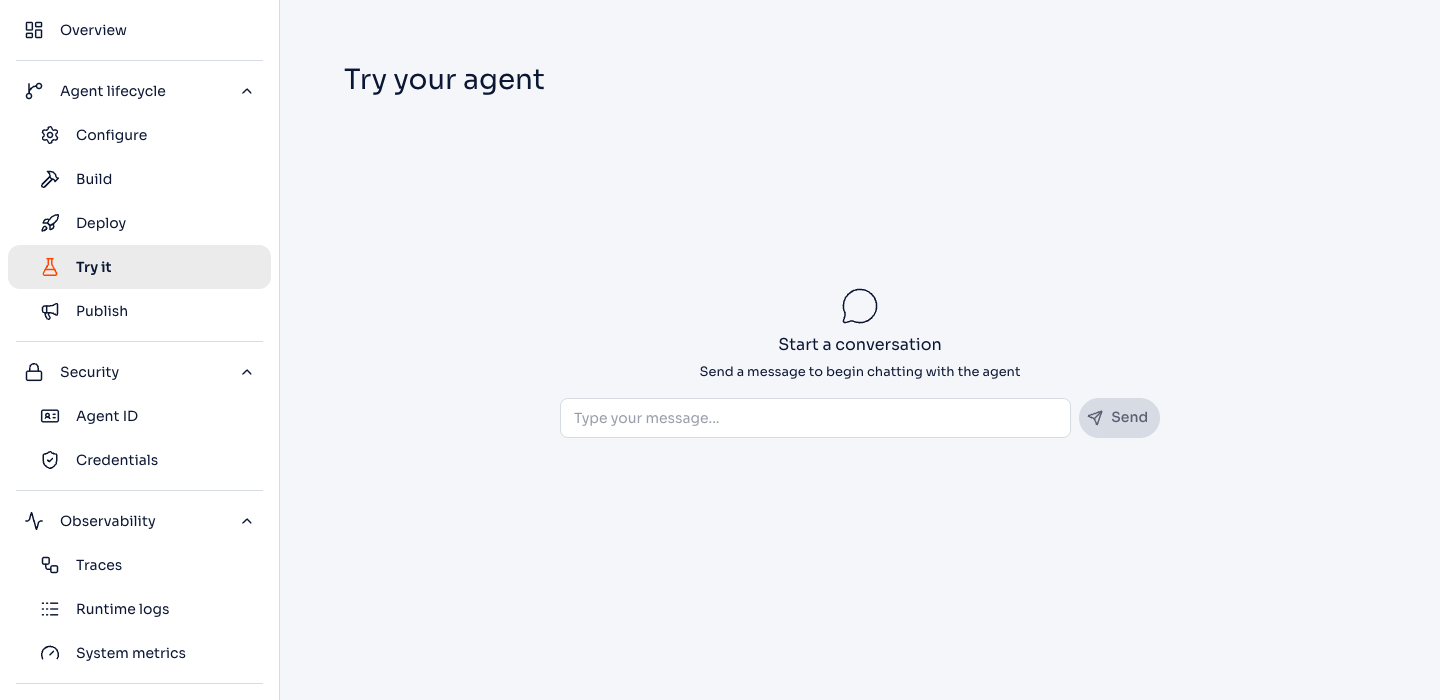 Overview
Agent lifecycle
Configure
Build
Deploy
Try it
Publish
Security
Agent ID
Credentials
Observability
Traces
Runtime logs
System metrics
Try your agent
Start a conversation
Send a message to begin chatting with the agent
Type your message...
Send